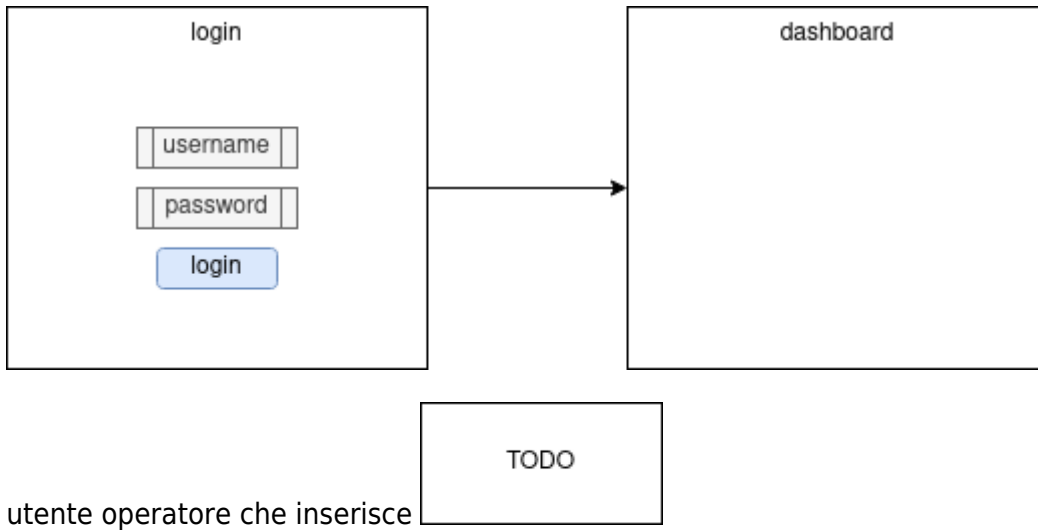 login
dashboard
username
password
login
TODO
utente operatore che inserisce